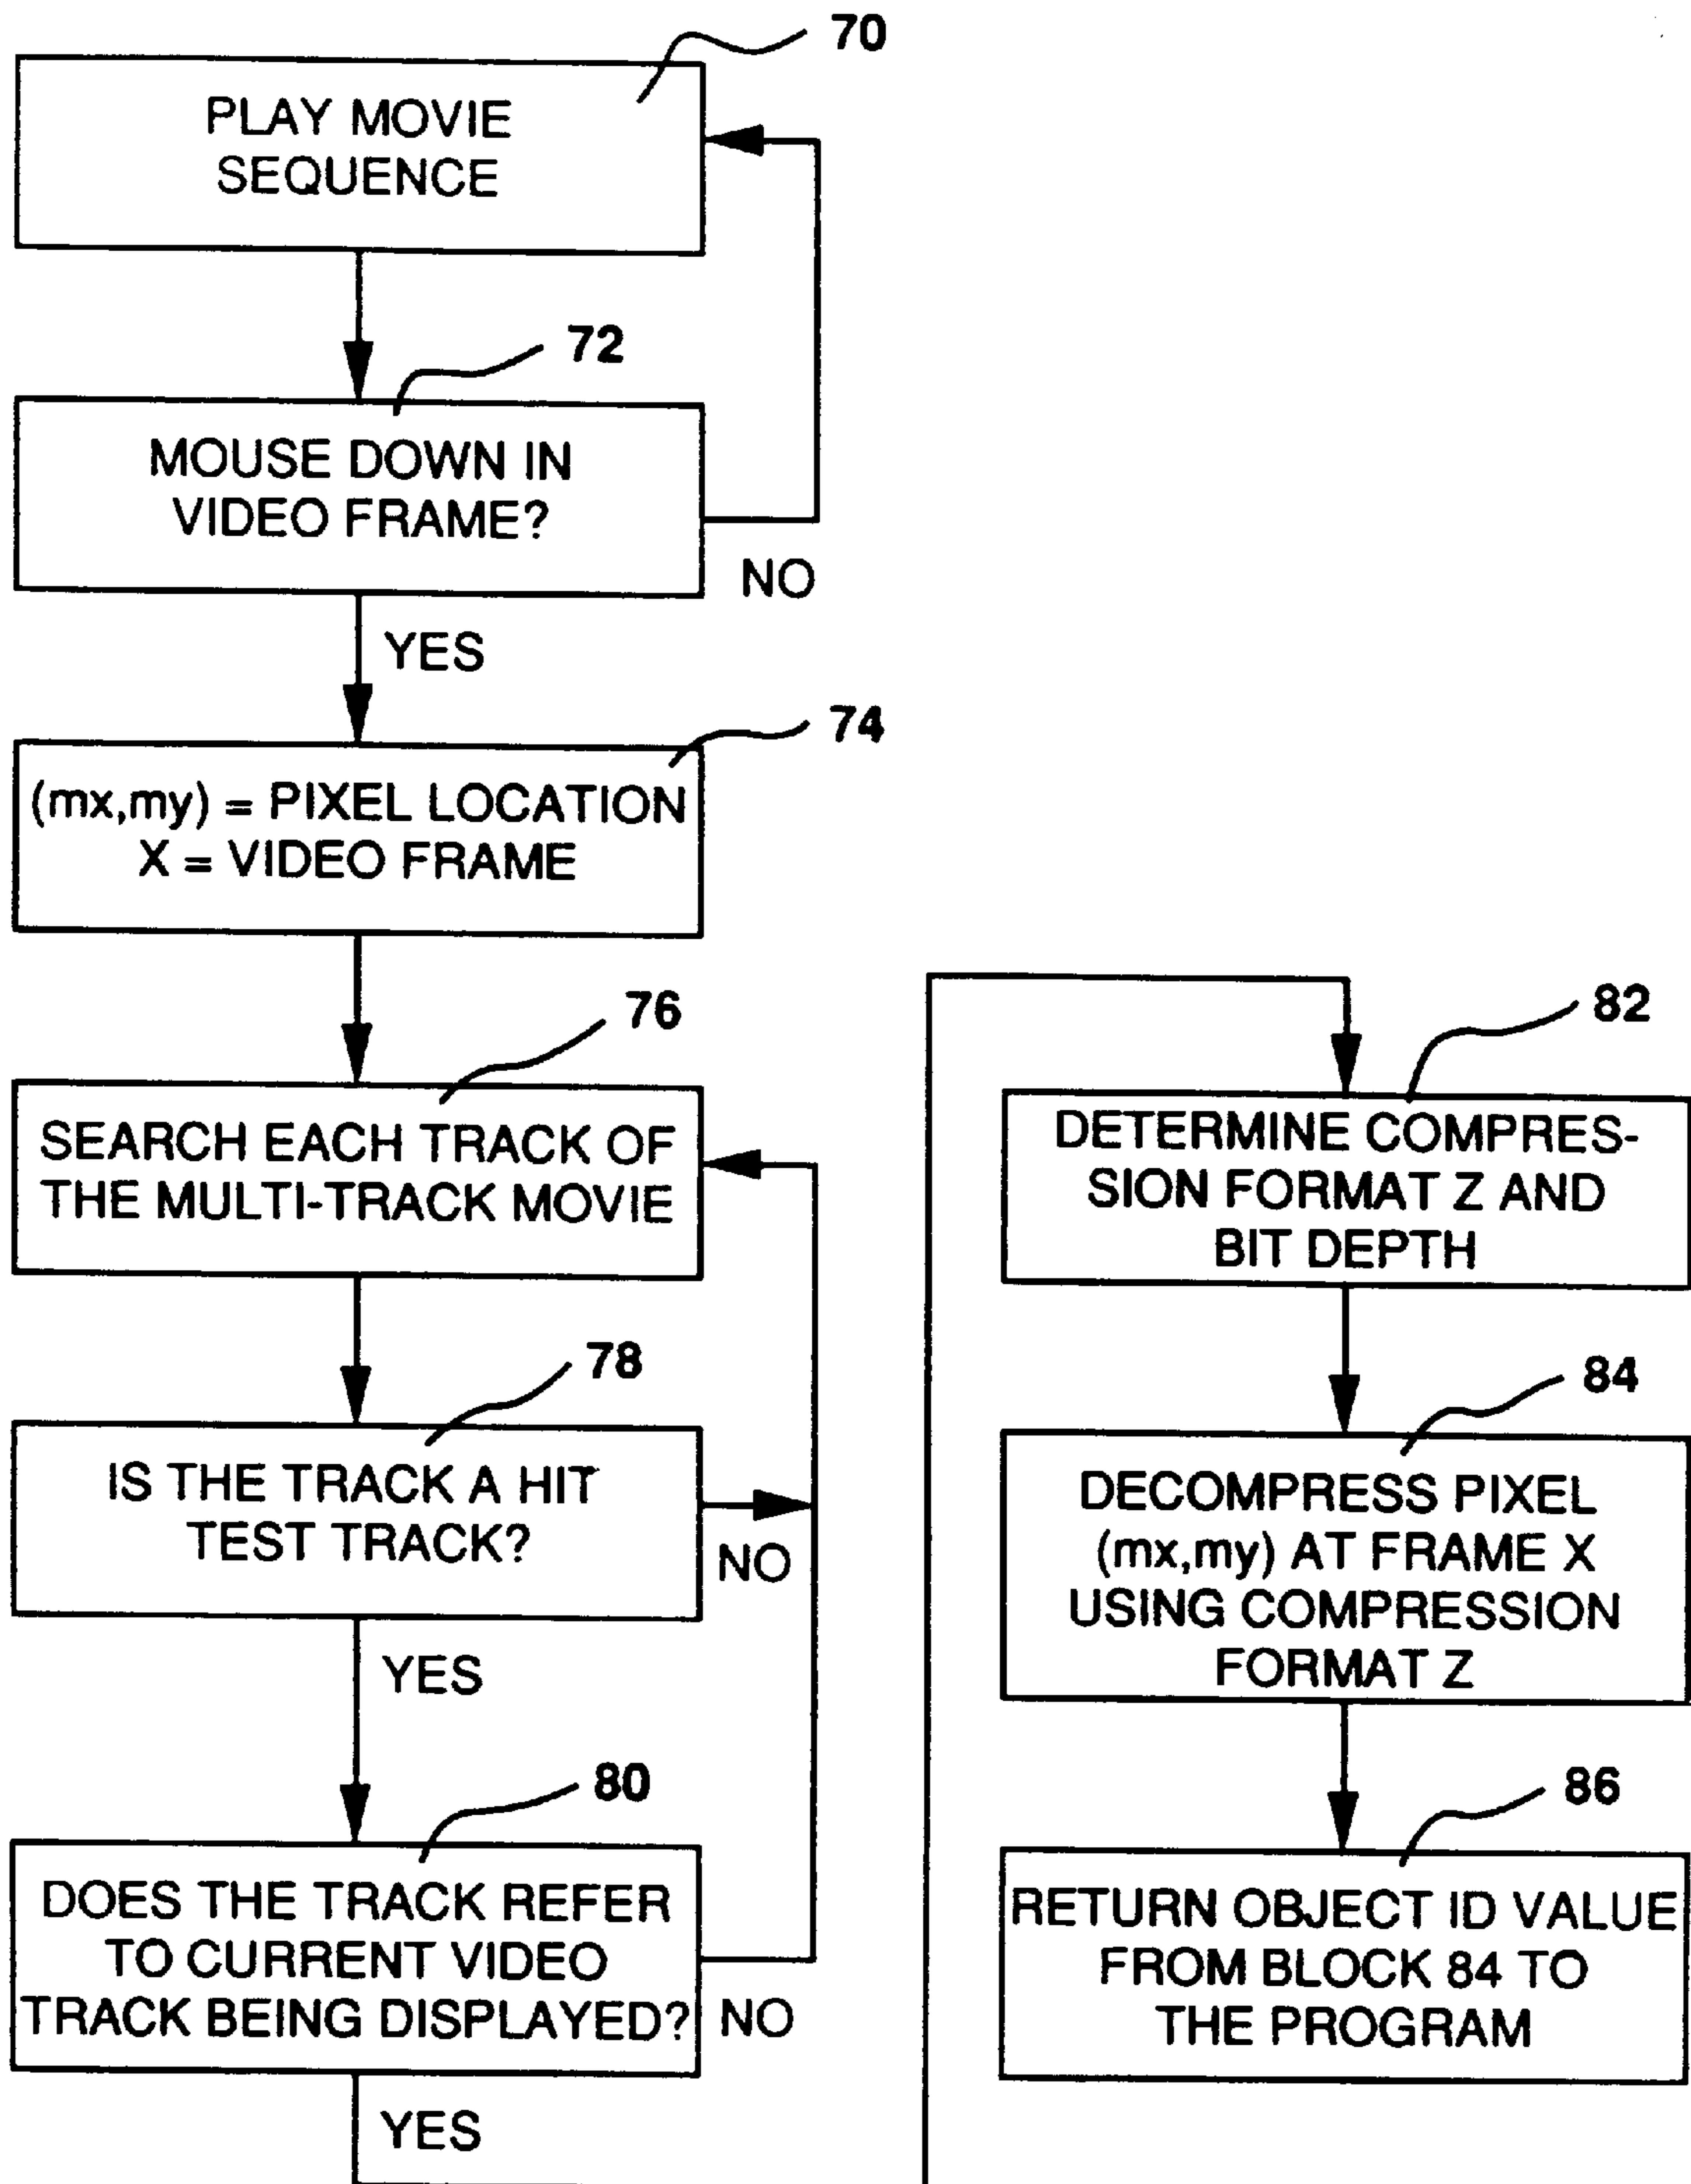 70
PLAY MOVIE
SEQUENCE
72
MOUSE DOWN IN
VIDEO FRAME?
NO
YES
74
(mx,my) = PIXEL LOCATION
X = VIDEO FRAME
76
SEARCH EACH TRACK OF
THE MULTI-TRACK MOVIE
78
IS THE TRACK A HIT
TEST TRACK?
NO
YES
80
DOES THE TRACK REFER
TO CURRENT VIDEO
TRACK BEING DISPLAYED?
NO
YES
82
DETERMINE COMPRES-
SION FORMAT Z AND
BIT DEPTH
84
DECOMPRESS PIXEL
(mx,my) AT FRAME X
USING COMPRESSION
FORMAT Z
86
RETURN OBJECT ID VALUE
FROM BLOCK 84 TO
THE PROGRAM